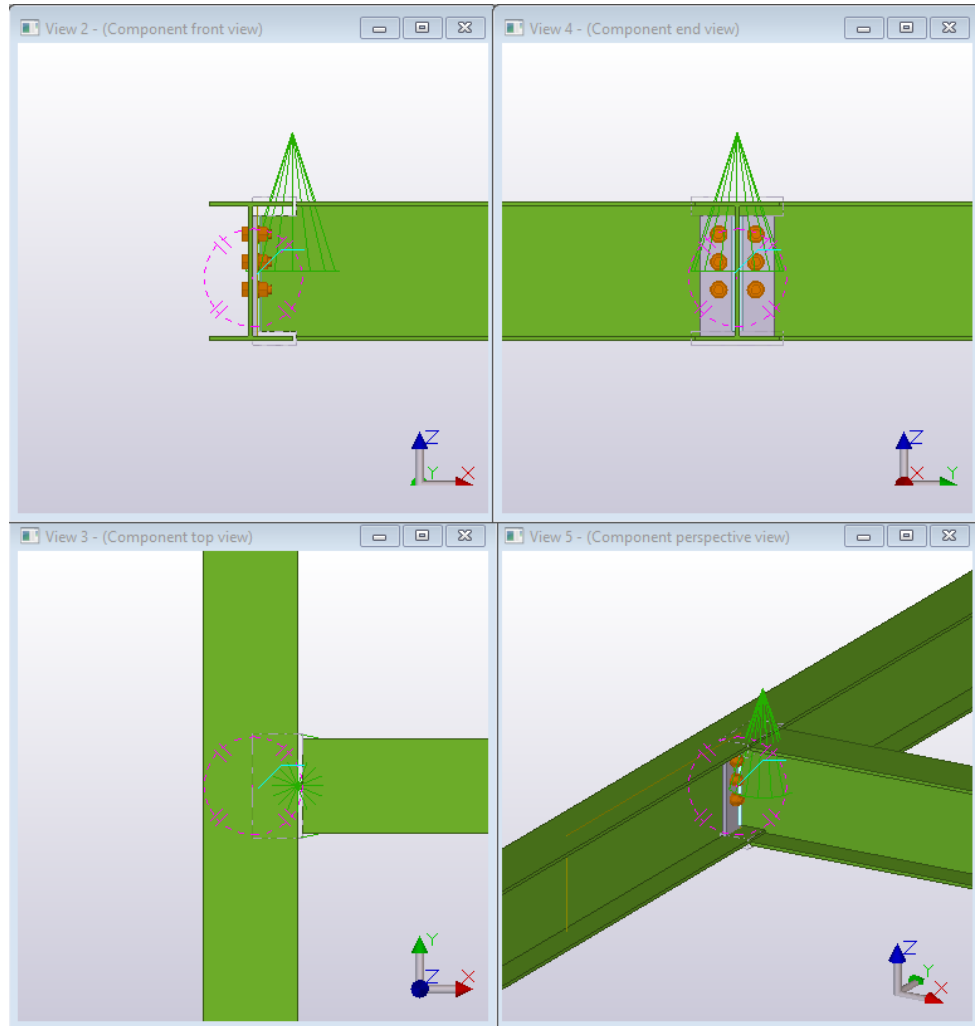 View 2 - (Component front view)
View 4 - (Component end view)
Z
Y
X
Z
X
Y
View 3 - (Component top view)
View 5 - (Component perspective view)
Y
Z
X
Z
Y
X